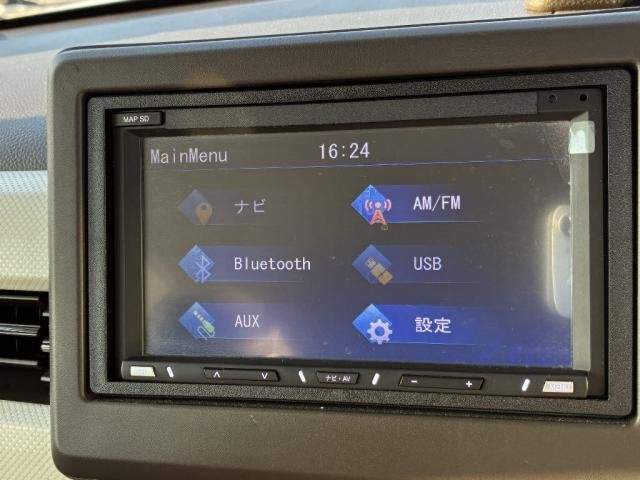 MAP SD
MainMenu 16:24
ナビ AM/FM
Bluetooth USB
AUX 設定
ナビ・AV - +